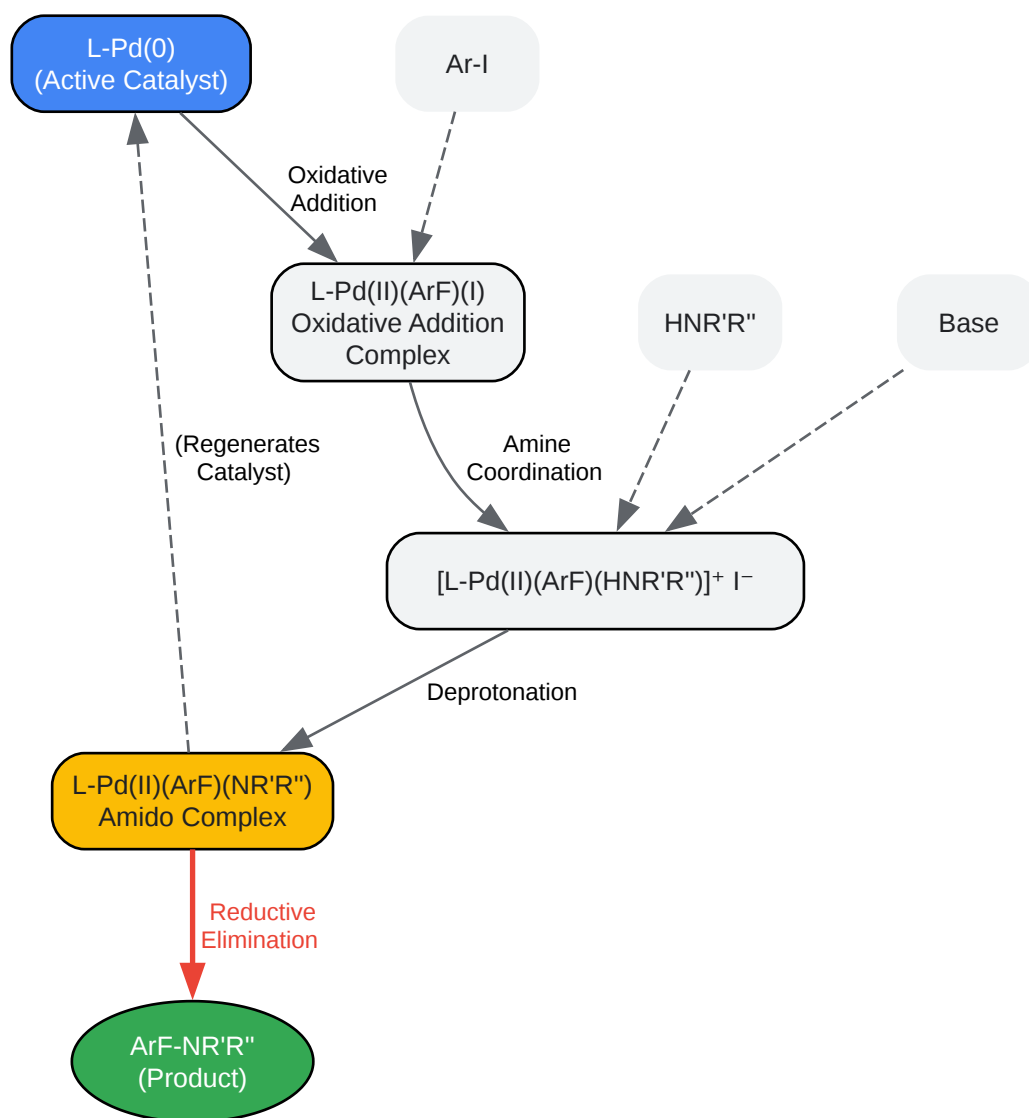 L-Pd(0)
(Active Catalyst)
Ar-I
Oxidative
Addition
L-Pd(II)(ArF)(I)
Oxidative Addition
Complex
HNR'R"
Base
(Regenerates
Catalyst)
Amine
Coordination
[L-Pd(II)(ArF)(HNR'R")]⁺ I⁻
Deprotonation
L-Pd(II)(ArF)(NR'R")
Amido Complex
Reductive
Elimination
ArF-NR'R"
(Product)